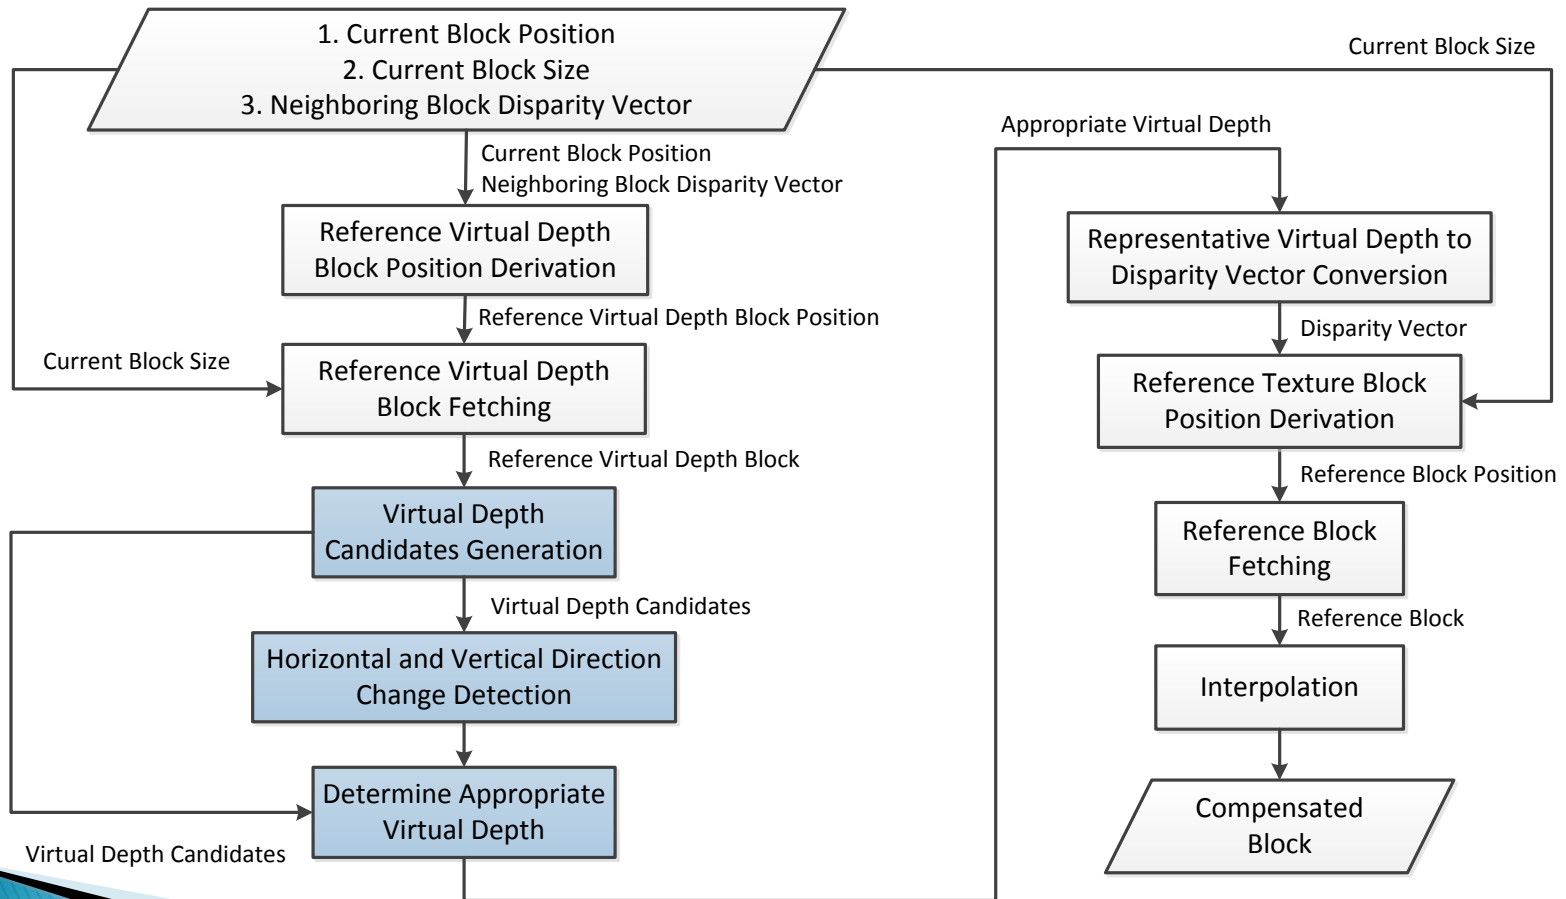 1. Current Block Position
2. Current Block Size
3. Neighboring Block Disparity Vector
Current Block Size
Current Block Position
Neighboring Block Disparity Vector
Reference Virtual Depth
Block Position Derivation
Reference Virtual Depth Block Position
Current Block Size
Reference Virtual Depth
Block Fetching
Reference Virtual Depth Block
Virtual Depth
Candidates Generation
Virtual Depth Candidates
Horizontal and Vertical Direction
Change Detection
Determine Appropriate
Virtual Depth
Virtual Depth Candidates
Appropriate Virtual Depth
Representative Virtual Depth to
Disparity Vector Conversion
Disparity Vector
Reference Texture Block
Position Derivation
Reference Block Position
Reference Block
Fetching
Reference Block
Interpolation
Compensated
Block